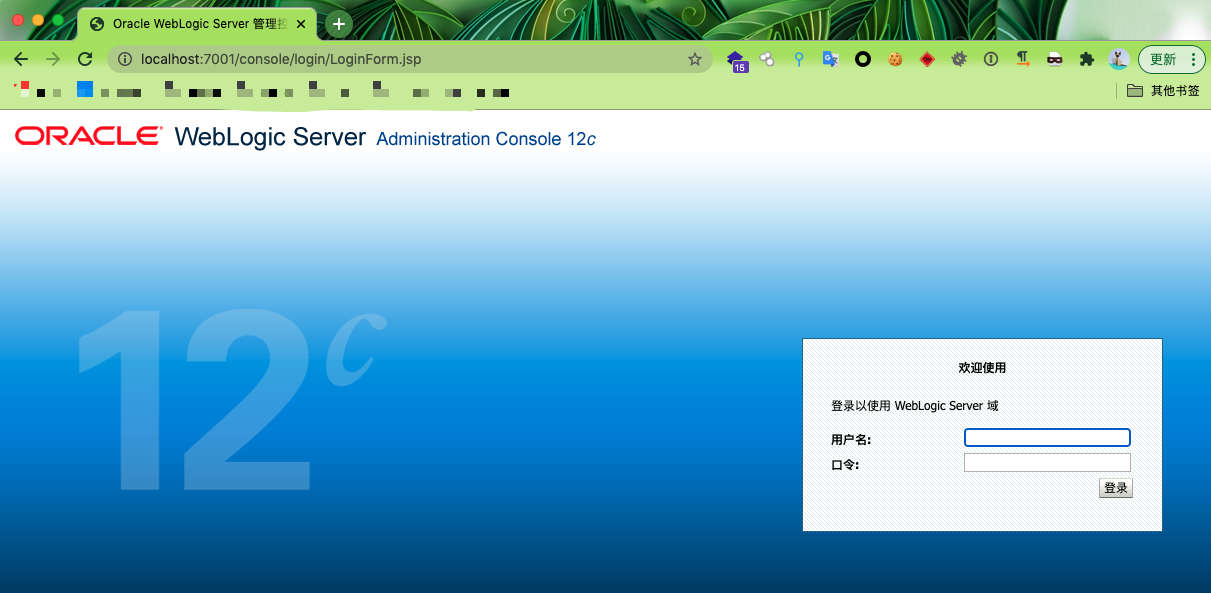 Oracle WebLogic Server 管理控
localhost:7001/console/login/LoginForm.jsp
15
更新
其他书签
ORACLE WebLogic Server Administration Console 12c
12c
欢迎使用
登录以使用 WebLogic Server 域
用户名:
口令:
登录